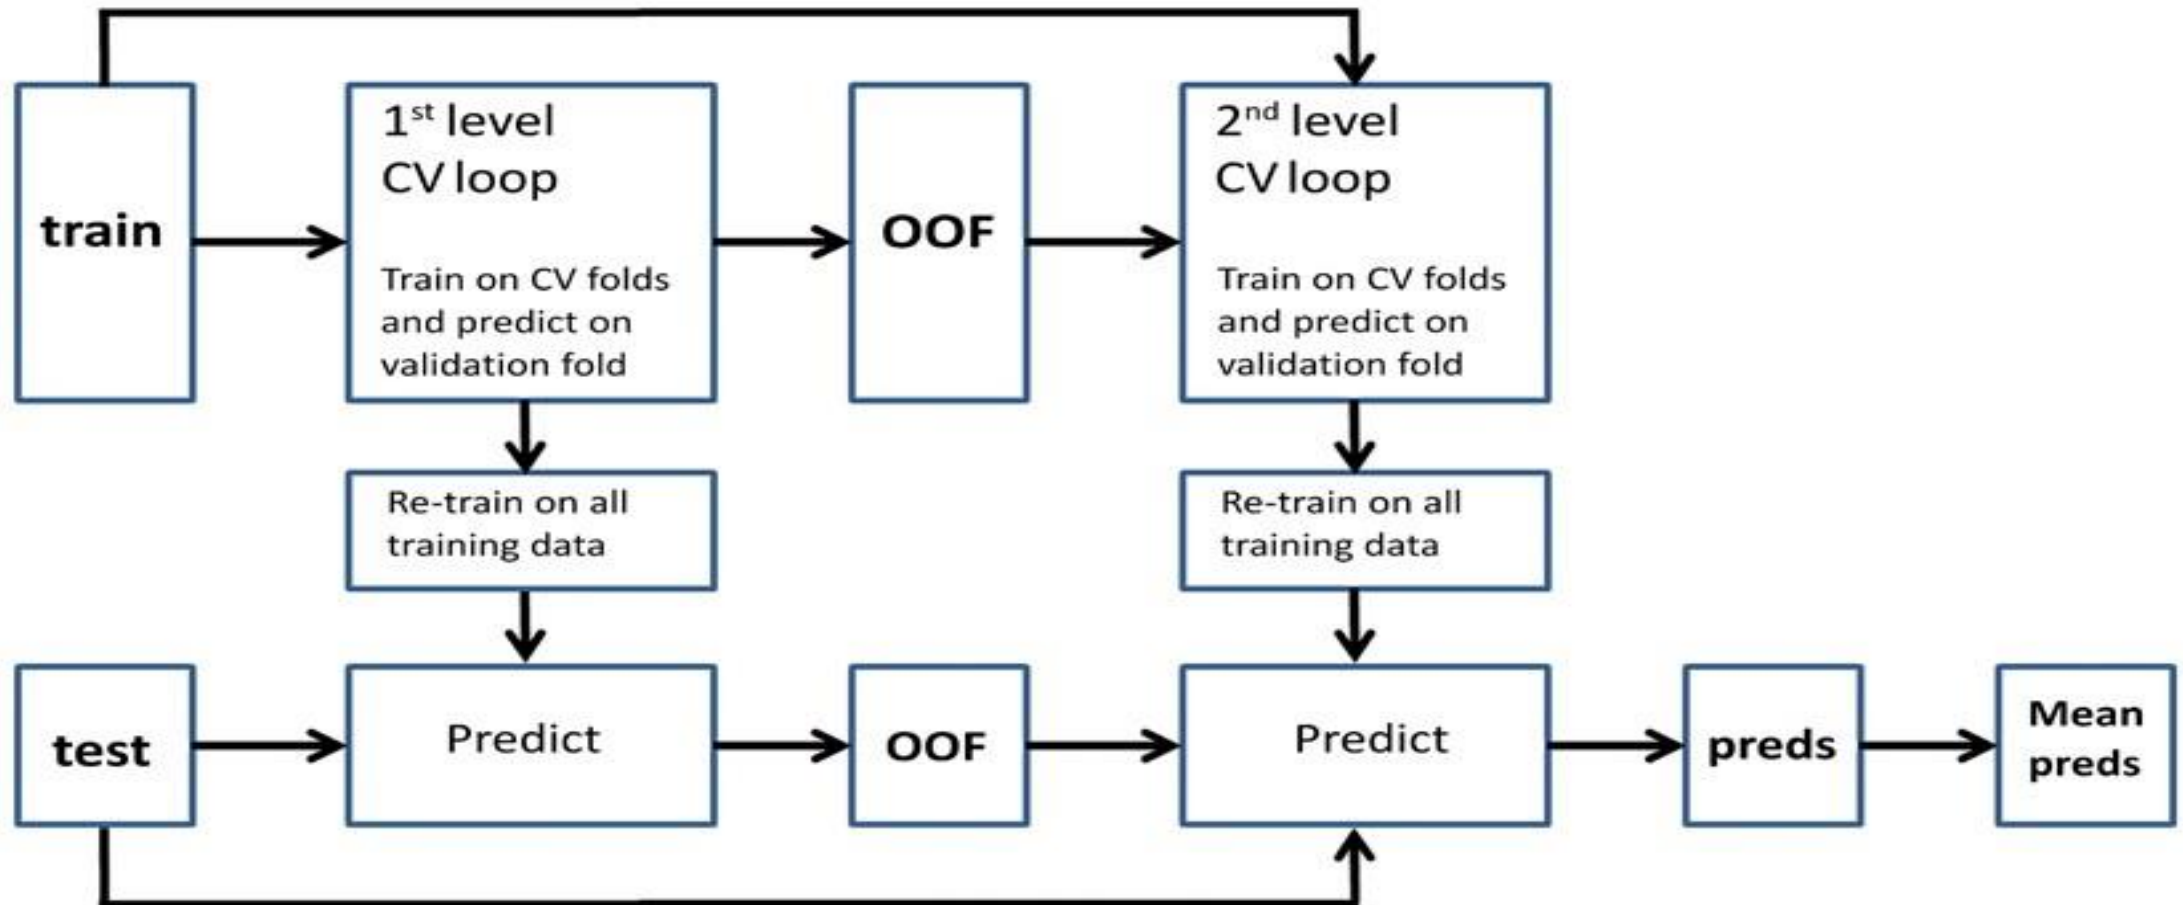 train
1st level
CV loop
Train on CV folds
and predict on
validation fold
OOF
2nd level
CV loop
Train on CV folds
and predict on
validation fold
Re-train on all
training data
Re-train on all
training data
test
Predict
OOF
Predict
preds
Mean
preds